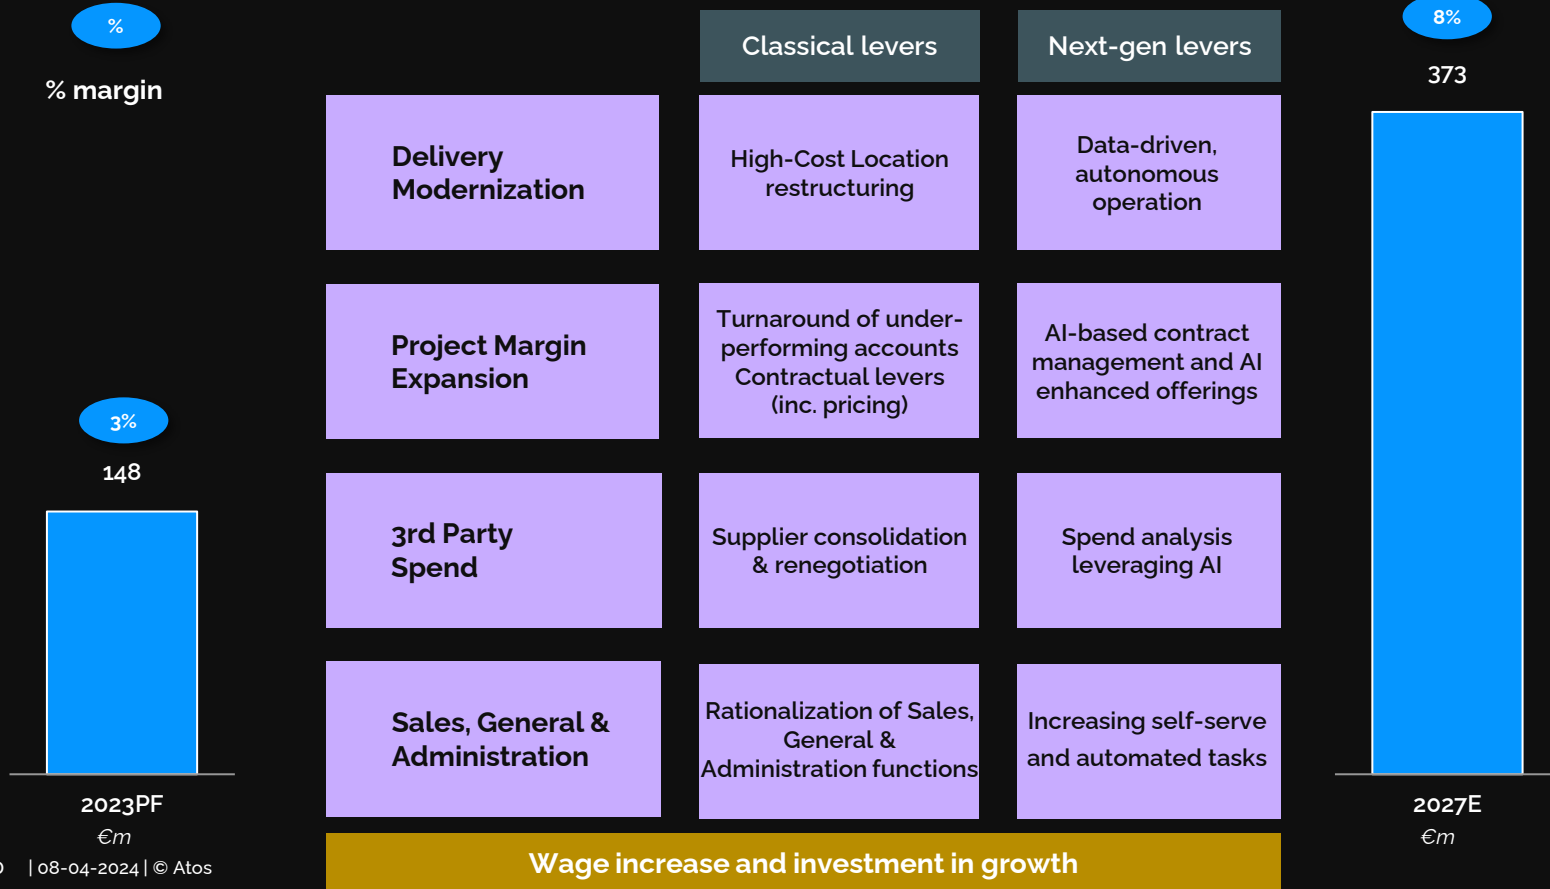 %
% margin
3%
148
2023PF
€m
Classical levers
Next-gen levers
Delivery
Modernization
High-Cost Location
restructuring
Data-driven,
autonomous
operation
Project Margin
Expansion
Turnaround of under-
performing accounts
Contractual levers
(inc. pricing)
AI-based contract
management and AI
enhanced offerings
3rd Party
Spend
Supplier consolidation
& renegotiation
Spend analysis
leveraging AI
Sales, General &
Administration
Rationalization of Sales,
General &
Administration functions
Increasing self-serve
and automated tasks
Wage increase and investment in growth
8%
373
2027E
€m
| 08-04-2024 | © Atos